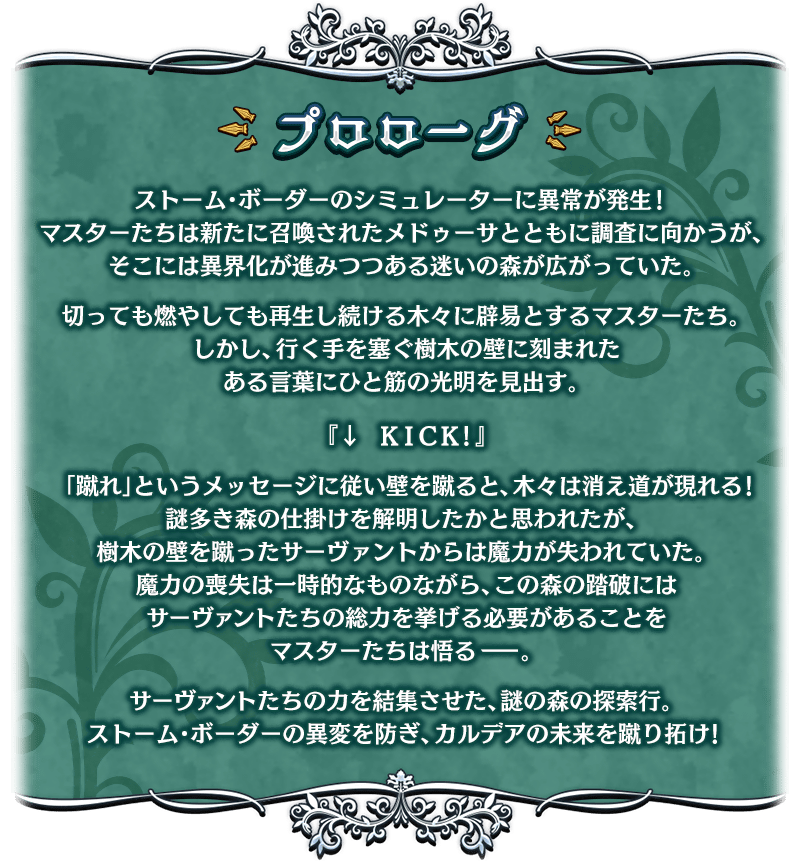 プロローグ
ストーム・ボーダーのシミュレーターに異常が発生！
マスターたちは新たに召喚されたメドゥーサとともに調査に向かうが、
そこには異界化が進みつつある迷いの森が広がっていた。
切っても燃やしても再生し続ける木々に辟易とするマスターたち。
しかし、行く手を塞ぐ樹木の壁に刻まれた
ある言葉にひと筋の光明を見出す。
『↓　KICK!』
「蹴れ」というメッセージに従い壁を蹴ると、木々は消え道が現れる！
謎多き森の仕掛けを解明したかと思われたが、
樹木の壁を蹴ったサーヴァントからは魔力が失われていた。
魔力の喪失は一時的なものながら、この森の踏破には
サーヴァントたちの総力を挙げる必要があることを
マスターたちは悟る――。
サーヴァントたちの力を結集させた、謎の森の探索行。
ストーム・ボーダーの異変を防ぎ、カルデアの未来を蹴り拓け！